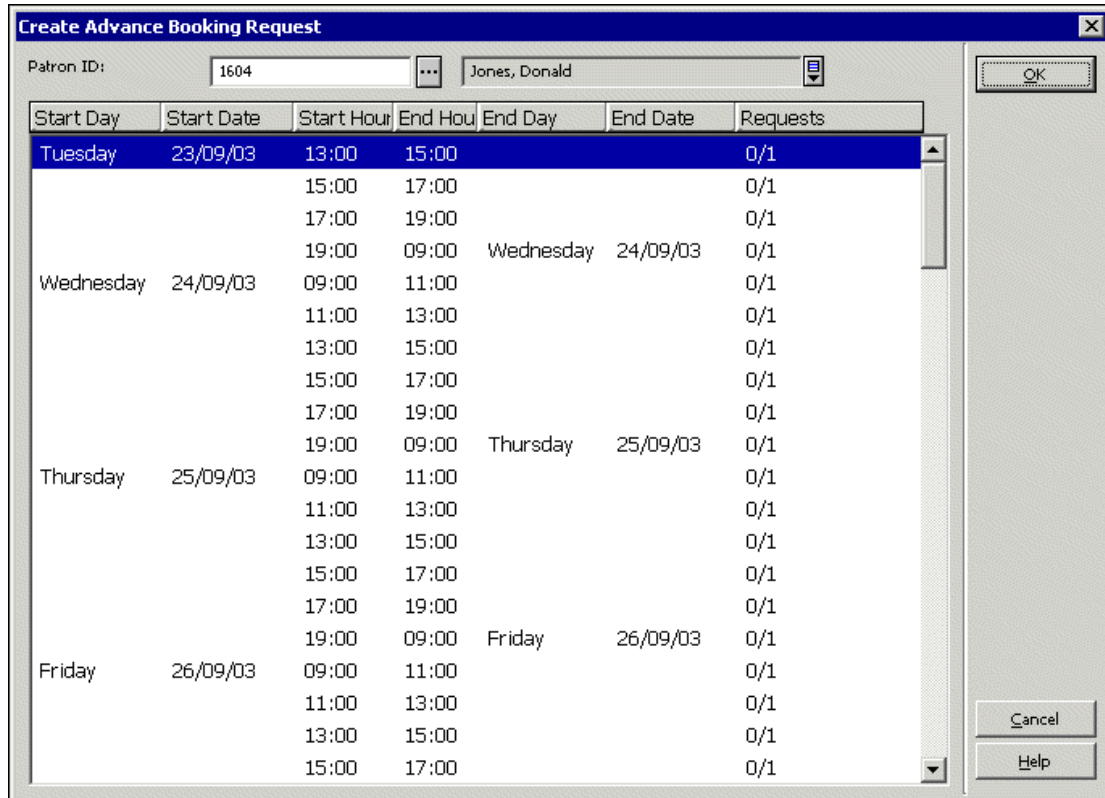 Create Advance Booking Request
Patron ID: 1604 ... Jones, Donald OK
Start Day Start Date Start Hour End Hou End Day End Date Requests
Tuesday 23/09/03 13:00 15:00 0/1
15:00 17:00 0/1
17:00 19:00 0/1
19:00 09:00 Wednesday 24/09/03 0/1
Wednesday 24/09/03 09:00 11:00 0/1
11:00 13:00 0/1
13:00 15:00 0/1
15:00 17:00 0/1
17:00 19:00 0/1
19:00 09:00 Thursday 25/09/03 0/1
Thursday 25/09/03 09:00 11:00 0/1
11:00 13:00 0/1
13:00 15:00 0/1
15:00 17:00 0/1
17:00 19:00 0/1
19:00 09:00 Friday 26/09/03 0/1
Friday 26/09/03 09:00 11:00 0/1
11:00 13:00 0/1
13:00 15:00 0/1
15:00 17:00 0/1
Cancel
Help